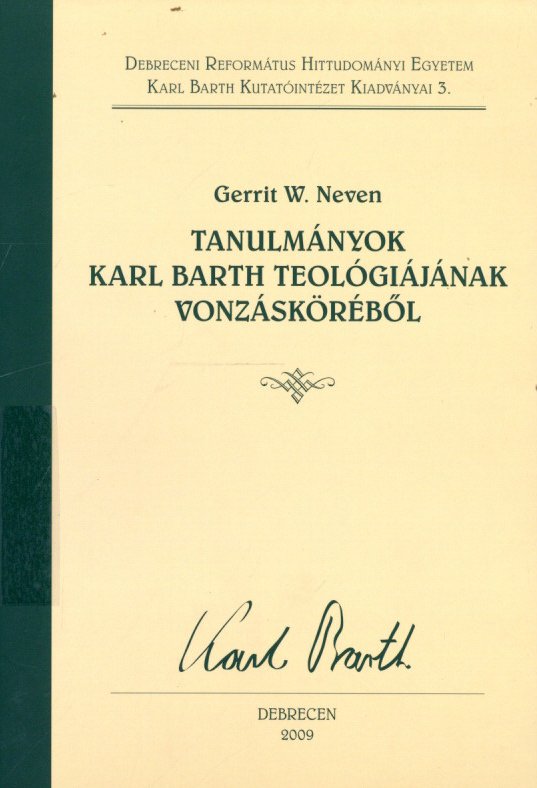 DEBRECENI REFORMÁTUS HITTUDOMÁNYI EGYETEM
KARL BARTH KUTATÓINTÉZET KIADVÁNYAI 3.
Gerrit W. Neven
TANULMÁNYOK
KARL BARTH TEOLÓGIÁJÁNAK
VONZÁSKÖRÉBŐL
Karl Barth
DEBRECEN
2009